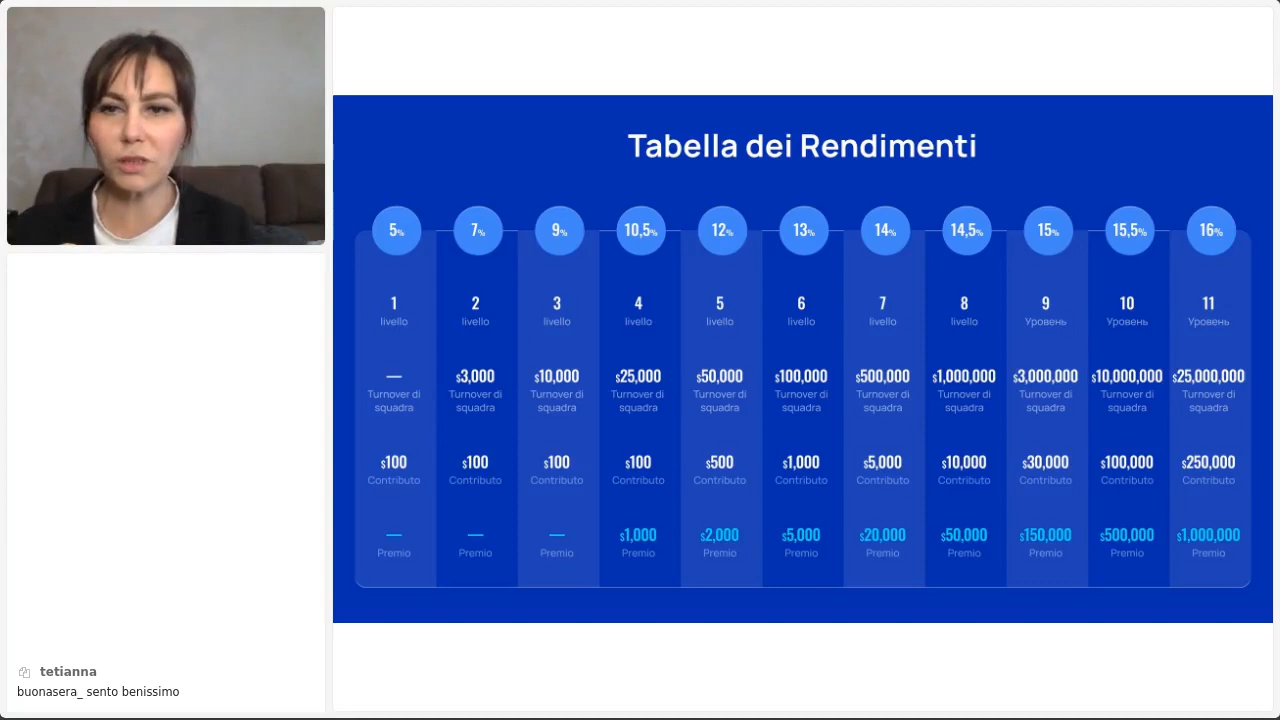 Tabella dei Rendimenti
5% 7% 9% 10,5% 12% 13% 14% 14,5% 15% 15,5% 16%
1 2 3 4 5 6 7 8 9 10 11
livello livello livello livello livello livello livello livello Уровень Уровень Уровень
— $3,000 $10,000 $25,000 $50,000 $100,000 $500,000 $1,000,000 $3,000,000 $10,000,000 $25,000,000
Turnover di Turnover di Turnover di Turnover di Turnover di Turnover di Turnover di Turnover di Turnover di Turnover di Turnover di
squadra squadra squadra squadra squadra squadra squadra squadra squadra squadra squadra
$100 $100 $100 $100 $500 $1,000 $5,000 $10,000 $30,000 $100,000 $250,000
Contributo Contributo Contributo Contributo Contributo Contributo Contributo Contributo Contributo Contributo Contributo
— — — $1,000 $2,000 $5,000 $20,000 $50,000 $150,000 $500,000 $1,000,000
Premio Premio Premio Premio Premio Premio Premio Premio Premio Premio Premio
tetianna
buonasera_ sento benissimo